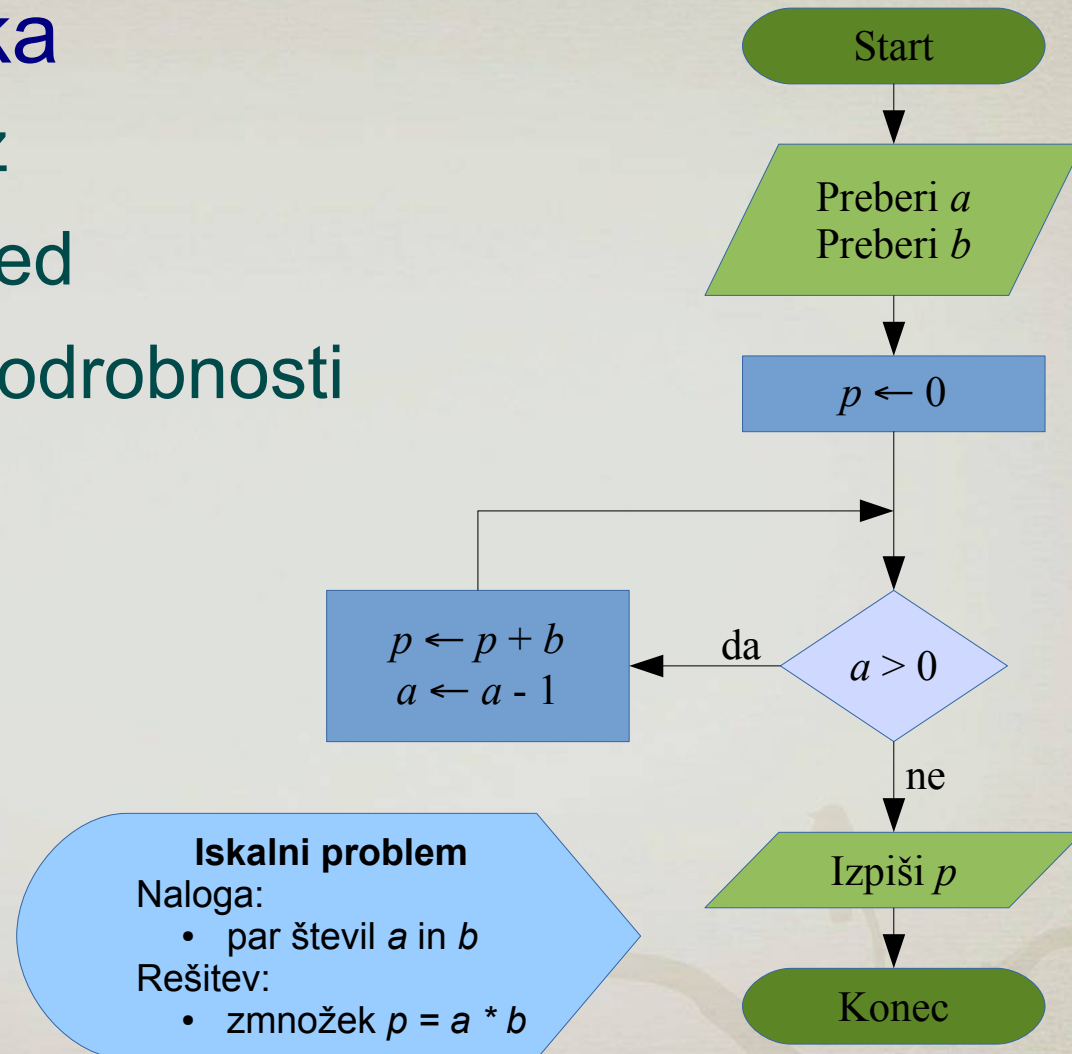 ka
z
ed
odrobnosti
Start
Preberi a
Preberi b
p ← 0
a > 0
da
p ← p + b
a ← a - 1
ne
Izpiši p
Konec
Iskalni problem
Naloga:
• par števil a in b
Rešitev:
• zmnožek p = a * b